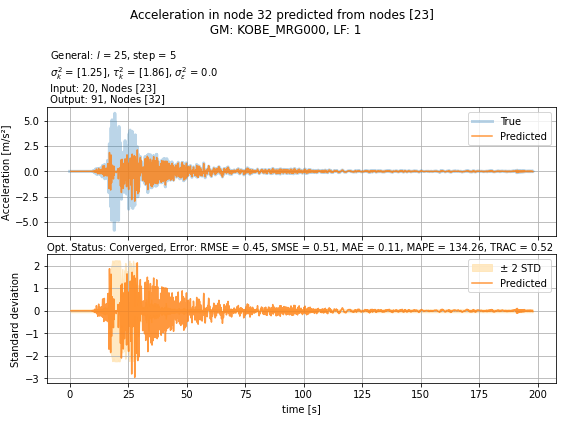 Acceleration in node 32 predicted from nodes [23]
GM: KOBE_MRG000, LF: 1
General: l = 25, step = 5
σ²ₖ = [1.25], τ²ₖ = [1.86], σ²ε = 0.0
Input: 20, Nodes [23]
Output: 91, Nodes [32]
Acceleration [m/s²]
5.0
2.5
0.0
−2.5
−5.0
True
Predicted
Opt. Status: Converged, Error: RMSE = 0.45, SMSE = 0.51, MAE = 0.11, MAPE = 134.26, TRAC = 0.52
Standard deviation
2
1
0
−1
−2
−3
± 2 STD
Predicted
0 25 50 75 100 125 150 175 200
time [s]